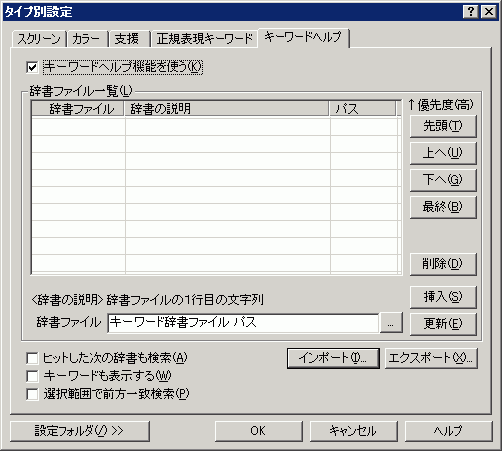 タイプ別設定
スクリーン カラー 支援 正規表現キーワード キーワードヘルプ
キーワードヘルプ機能を使う(K)
辞書ファイル一覧(L)
辞書ファイル 辞書の説明 パス
↑優先度(高)
先頭(T)
上へ(U)
下へ(G)
最終(B)
削除(D)
挿入(S)
<辞書の説明> 辞書ファイルの1行目の文字列
辞書ファイル キーワード辞書ファイル パス ... 更新(E)
ヒットした次の辞書も検索(A) インポート(I)... エクスポート(X)...
キーワードも表示する(W)
選択範囲で前方一致検索(P)
設定フォルダ(/) >> OK キャンセル ヘルプ